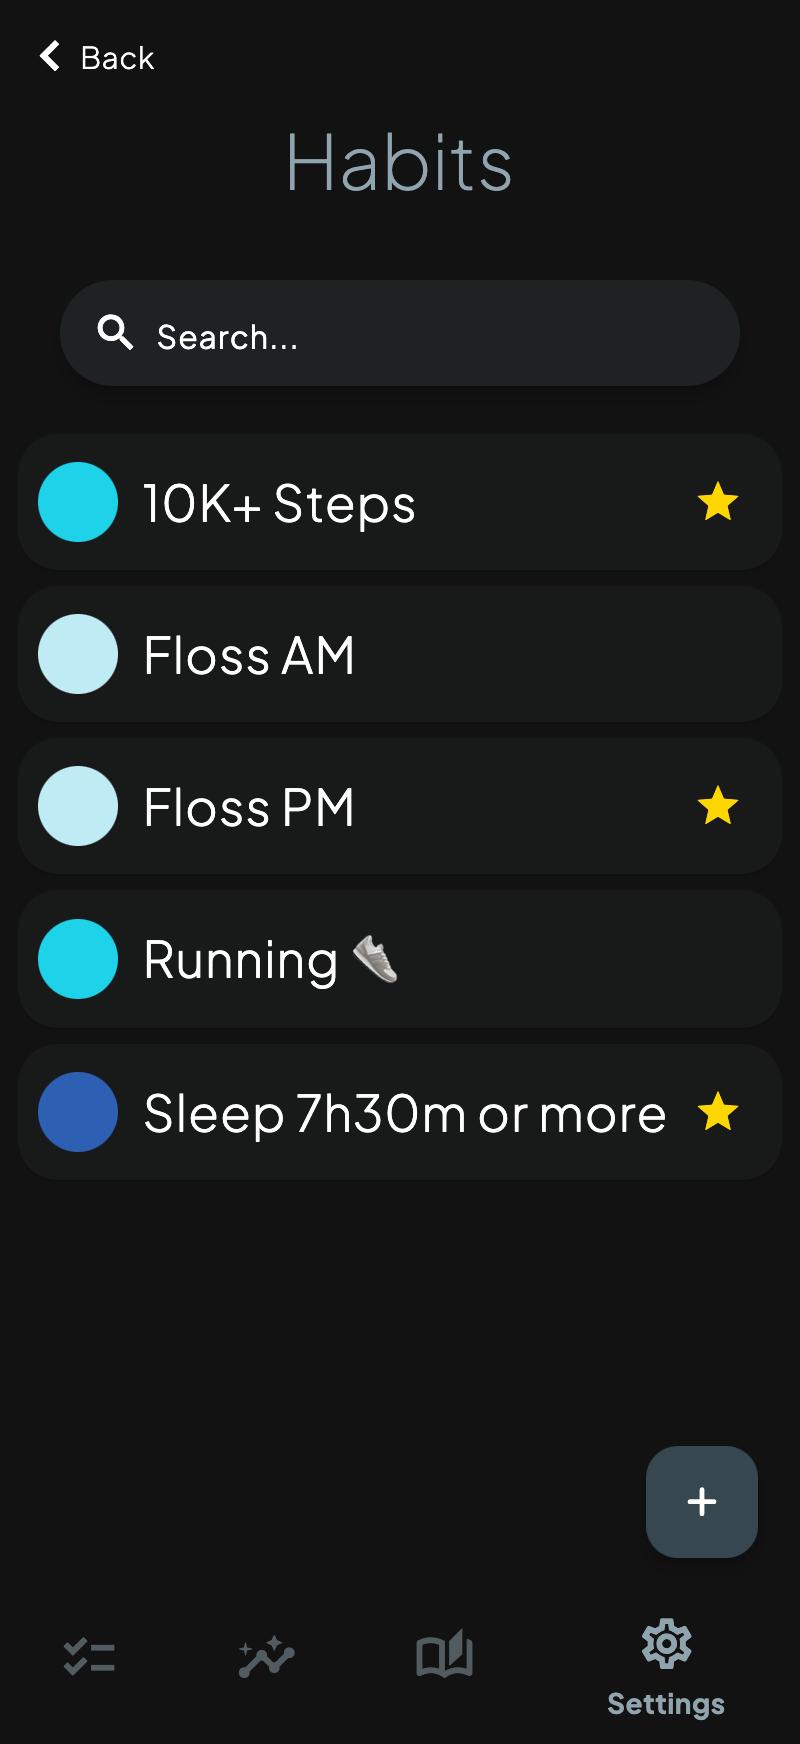 Back
Habits
Search...
10K+ Steps
Floss AM
Floss PM
Running 👟
Sleep 7h30m or more
+
Settings